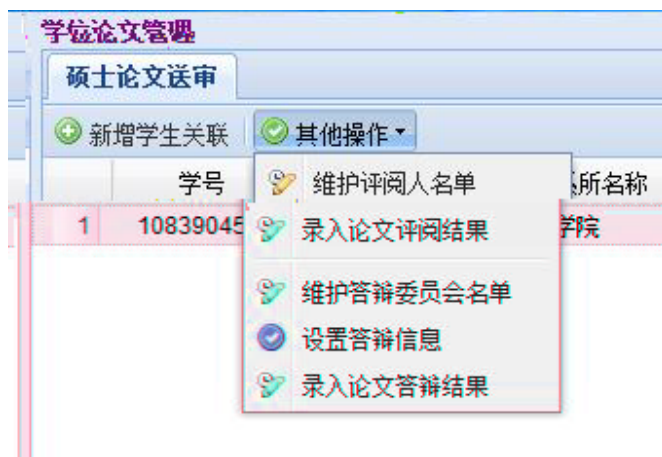 学位论文管理
硕士论文送审
新增学生关联 其他操作
学号 所名称
1 10839045 学院
维护评阅人名单
录入论文评阅结果
维护答辩委员会名单
设置答辩信息
录入论文答辩结果